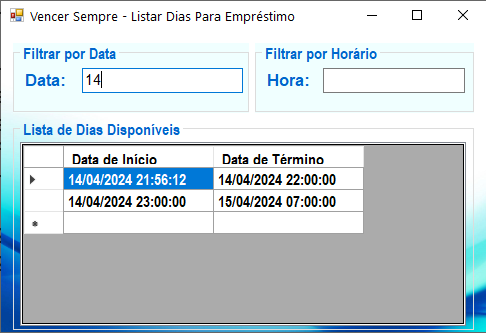 Vencer Sempre - Listar Dias Para Empréstimo
Filtrar por Data
Filtrar por Horário
Data: 14
Hora:
Lista de Dias Disponíveis
Data de Início Data de Término
14/04/2024 21:56:12 14/04/2024 22:00:00
14/04/2024 23:00:00 15/04/2024 07:00:00